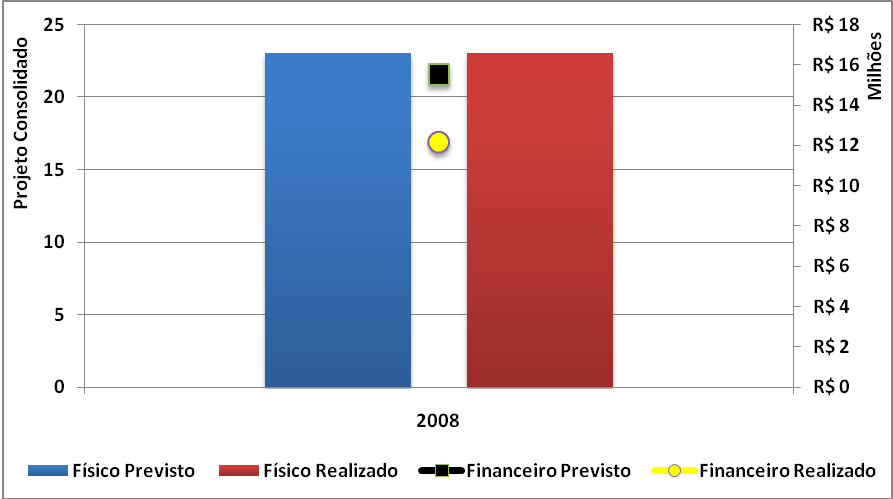 Projeto Consolidado
25
20
15
10
5
0
R$ 18
R$ 16
R$ 14
R$ 12
R$ 10
R$ 8
R$ 6
R$ 4
R$ 2
R$ 0
Milhões
2008
Físico Previsto
Físico Realizado
Financeiro Previsto
Financeiro Realizado